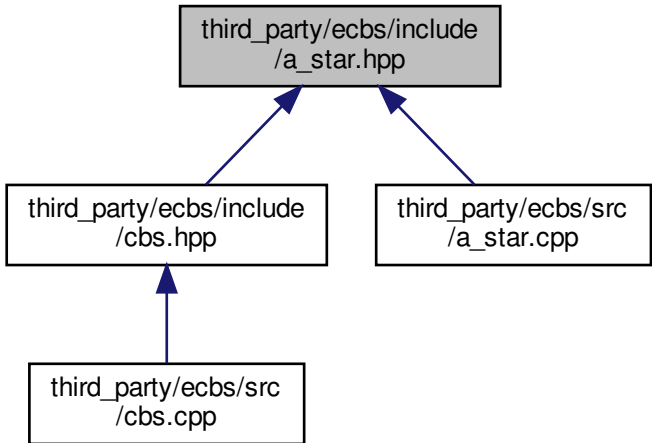 third_party/ecbs/include
/a_star.hpp
third_party/ecbs/include
/cbs.hpp
third_party/ecbs/src
/a_star.cpp
third_party/ecbs/src
/cbs.cpp